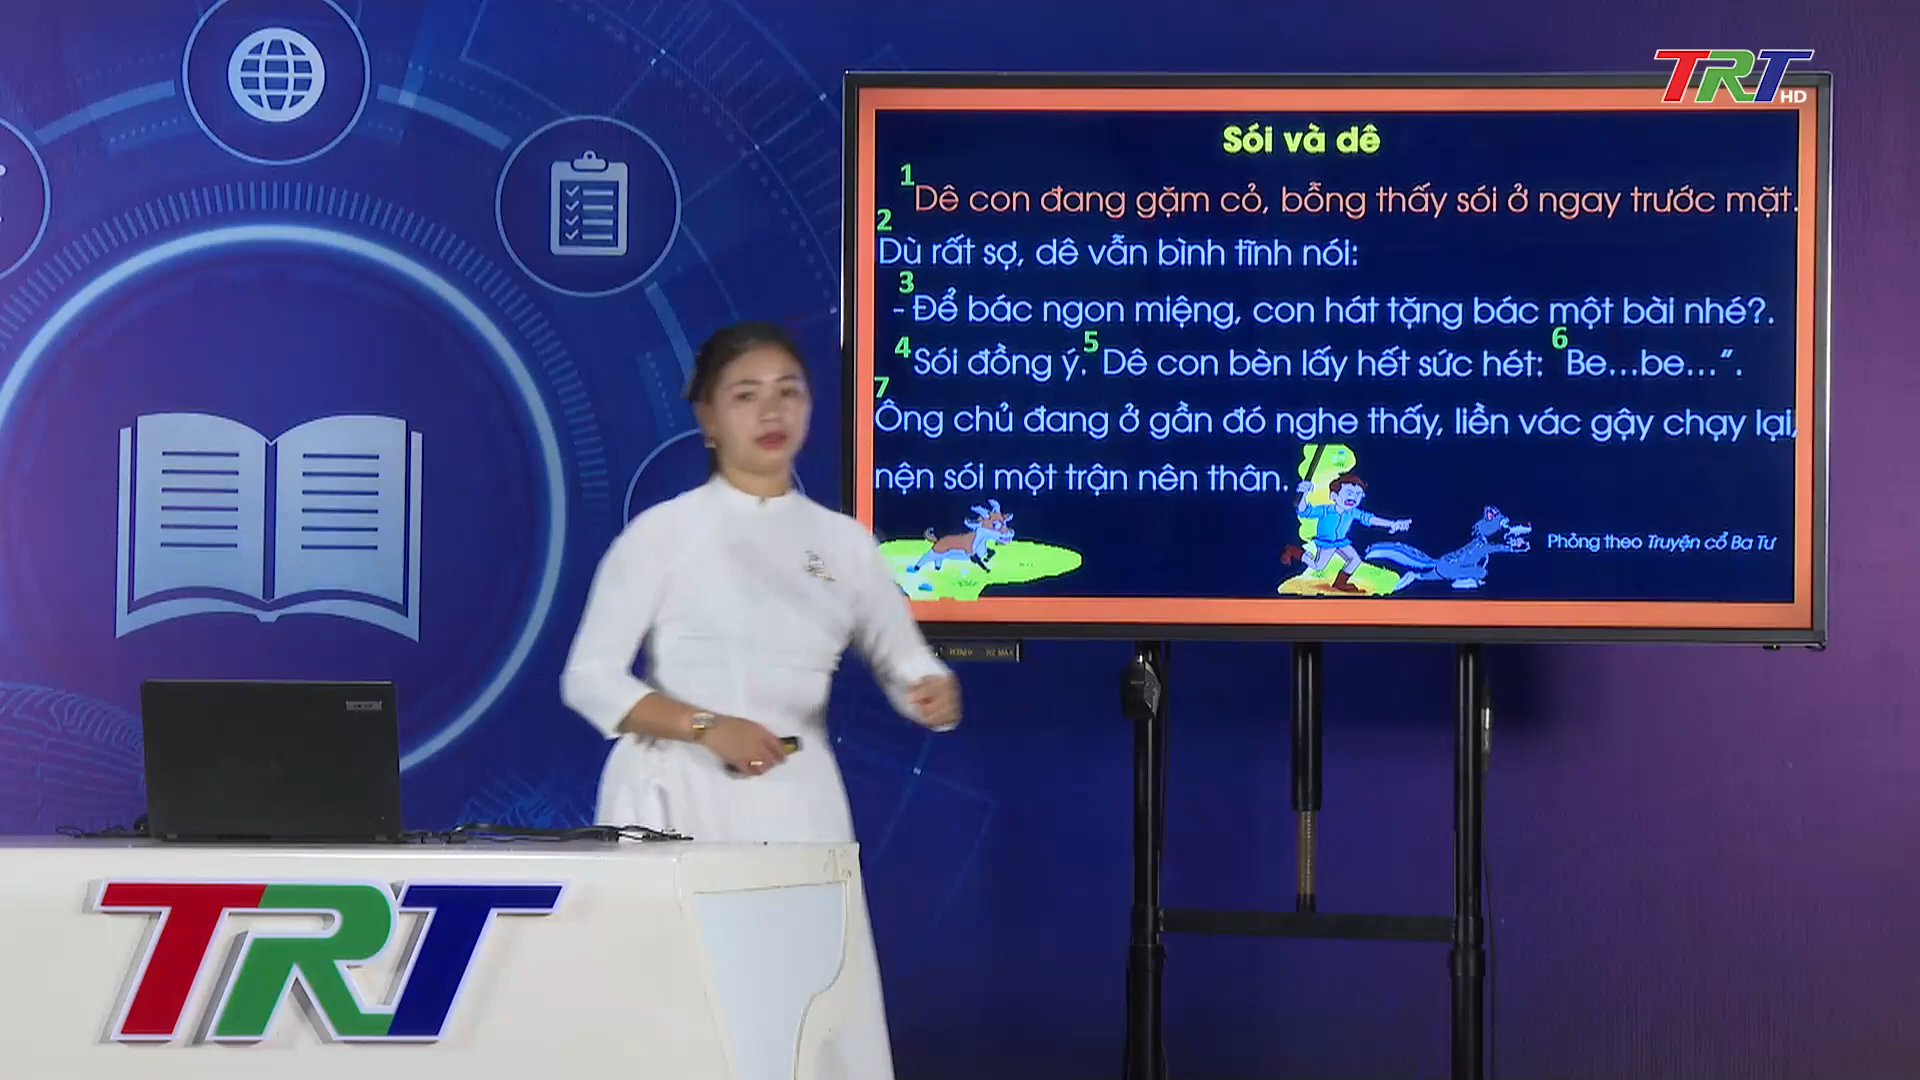 TRT HD
Sói và dê
1 Dê con đang gặm cỏ, bỗng thấy sói ở ngay trước mặt.
2 Dù rất sợ, dê vẫn bình tĩnh nói:
3 - Để bác ngon miệng, con hát tặng bác một bài nhé?.
4 Sói đồng ý. 5 Dê con bèn lấy hết sức hét: 6 Be...be...”.
7 Ông chủ đang ở gần đó nghe thấy, liền vác gậy chạy lại,
nện sói một trận nên thân.
Phỏng theo Truyện cổ Ba Tư
TRT